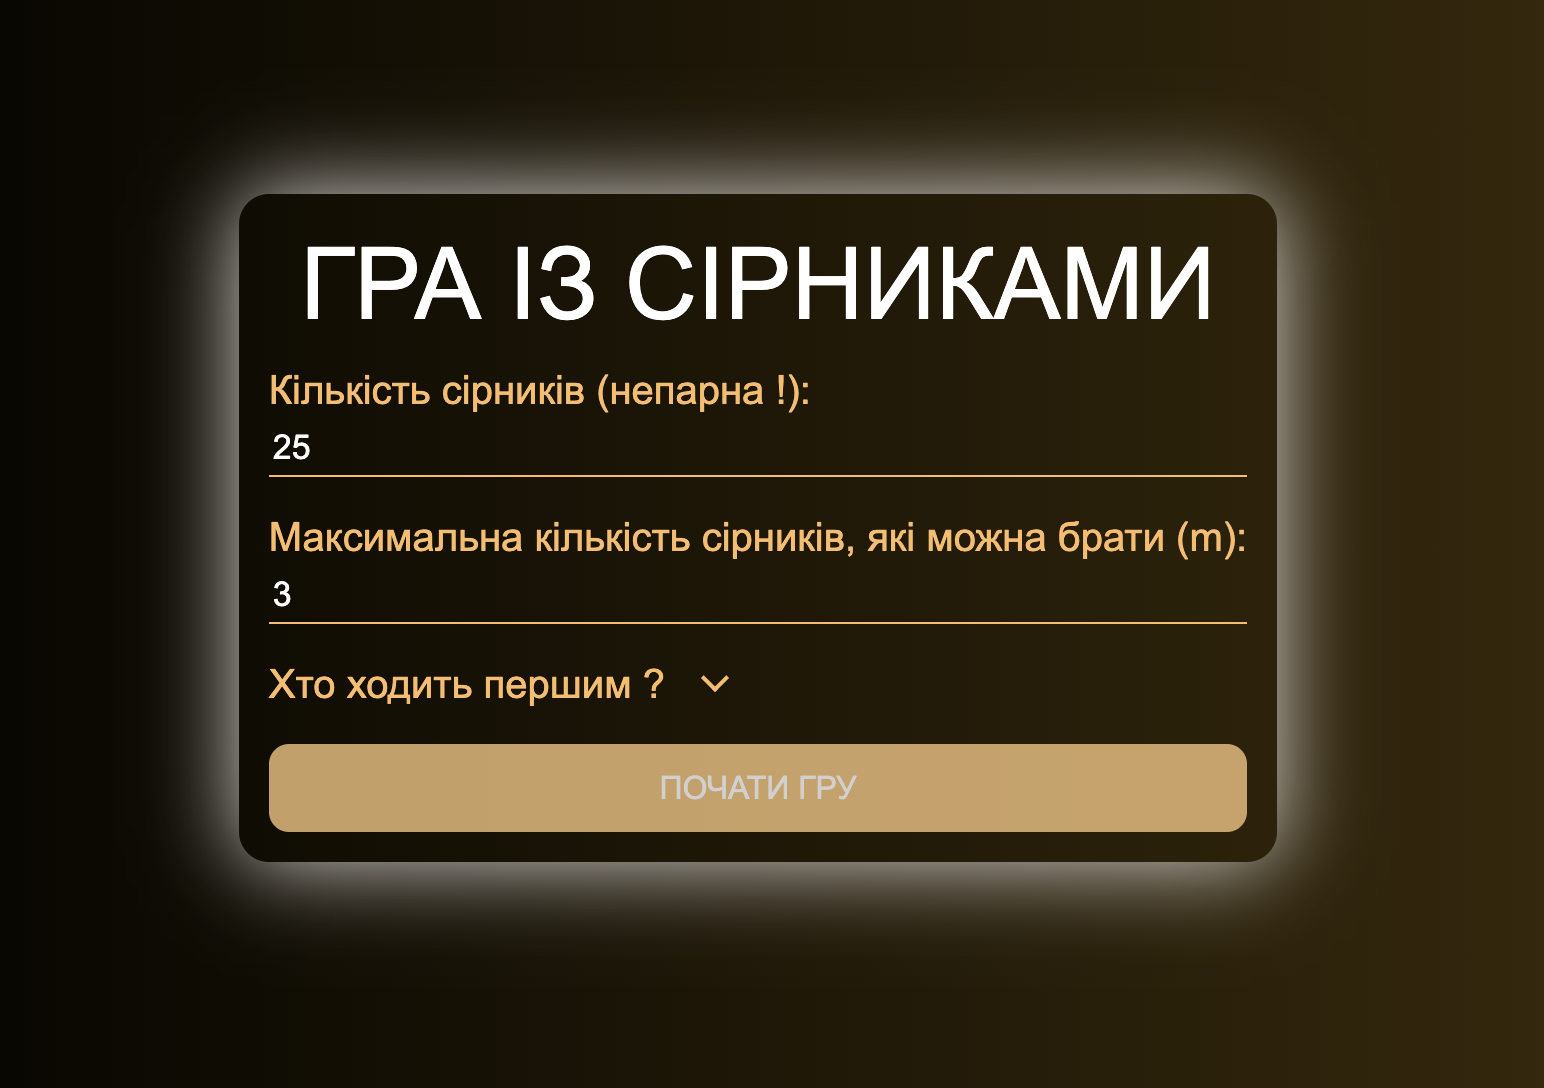 ГРА ІЗ СІРНИКАМИ
Кількість сірників (непарна !):
25
Максимальна кількість сірників, які можна брати (m):
3
Хто ходить першим ?
ПОЧАТИ ГРУ